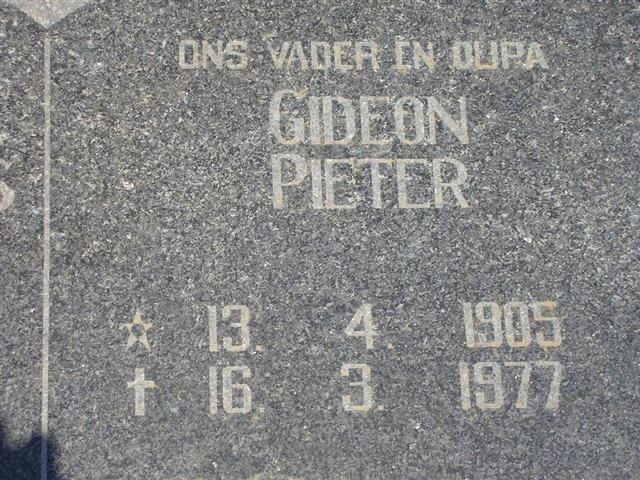 ONS VADER EN OUPA
GIDEON
PIETER
☆ 13. 4. 1905
† 16. 3. 1977